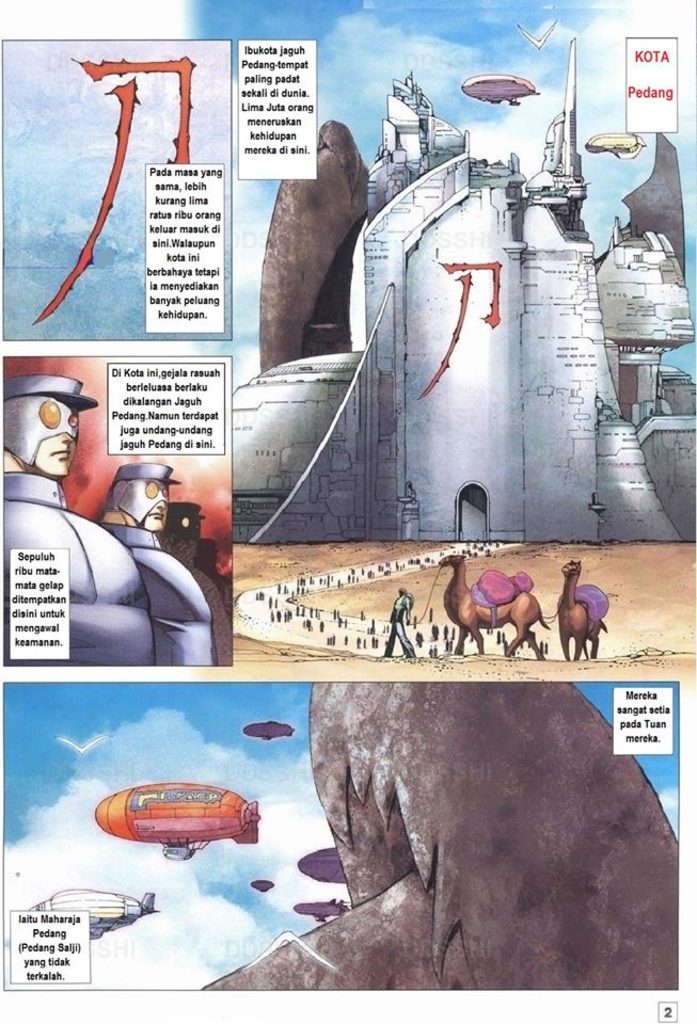 刀
Pada masa yang
sama, lebih
kurang lima
ratus ribu orang
keluar masuk di
sini.Walaupun
kota ini
berbahaya tetapi
ia menyediakan
banyak peluang
kehidupan.
Ibukota jaguh
Pedang-tempat
paling padat
sekali di dunia.
Lima Juta orang
meneruskan
kehidupan
mereka di sini.
KOTA
Pedang
刀
Di Kota ini,gejala rasuah
berleluasa berlaku
dikalangan Jaguh
Pedang.Namun terdapat
juga undang-undang
jaguh Pedang di sini.
Sepuluh
ribu mata-
mata gelap
ditempatkan
disini untuk
mengawal
keamanan.
Mereka
sangat setia
pada Tuan
mereka.
Iaitu Maharaja
Pedang
(Pedang Salji)
yang tidak
terkalah.
DDSSHI
2